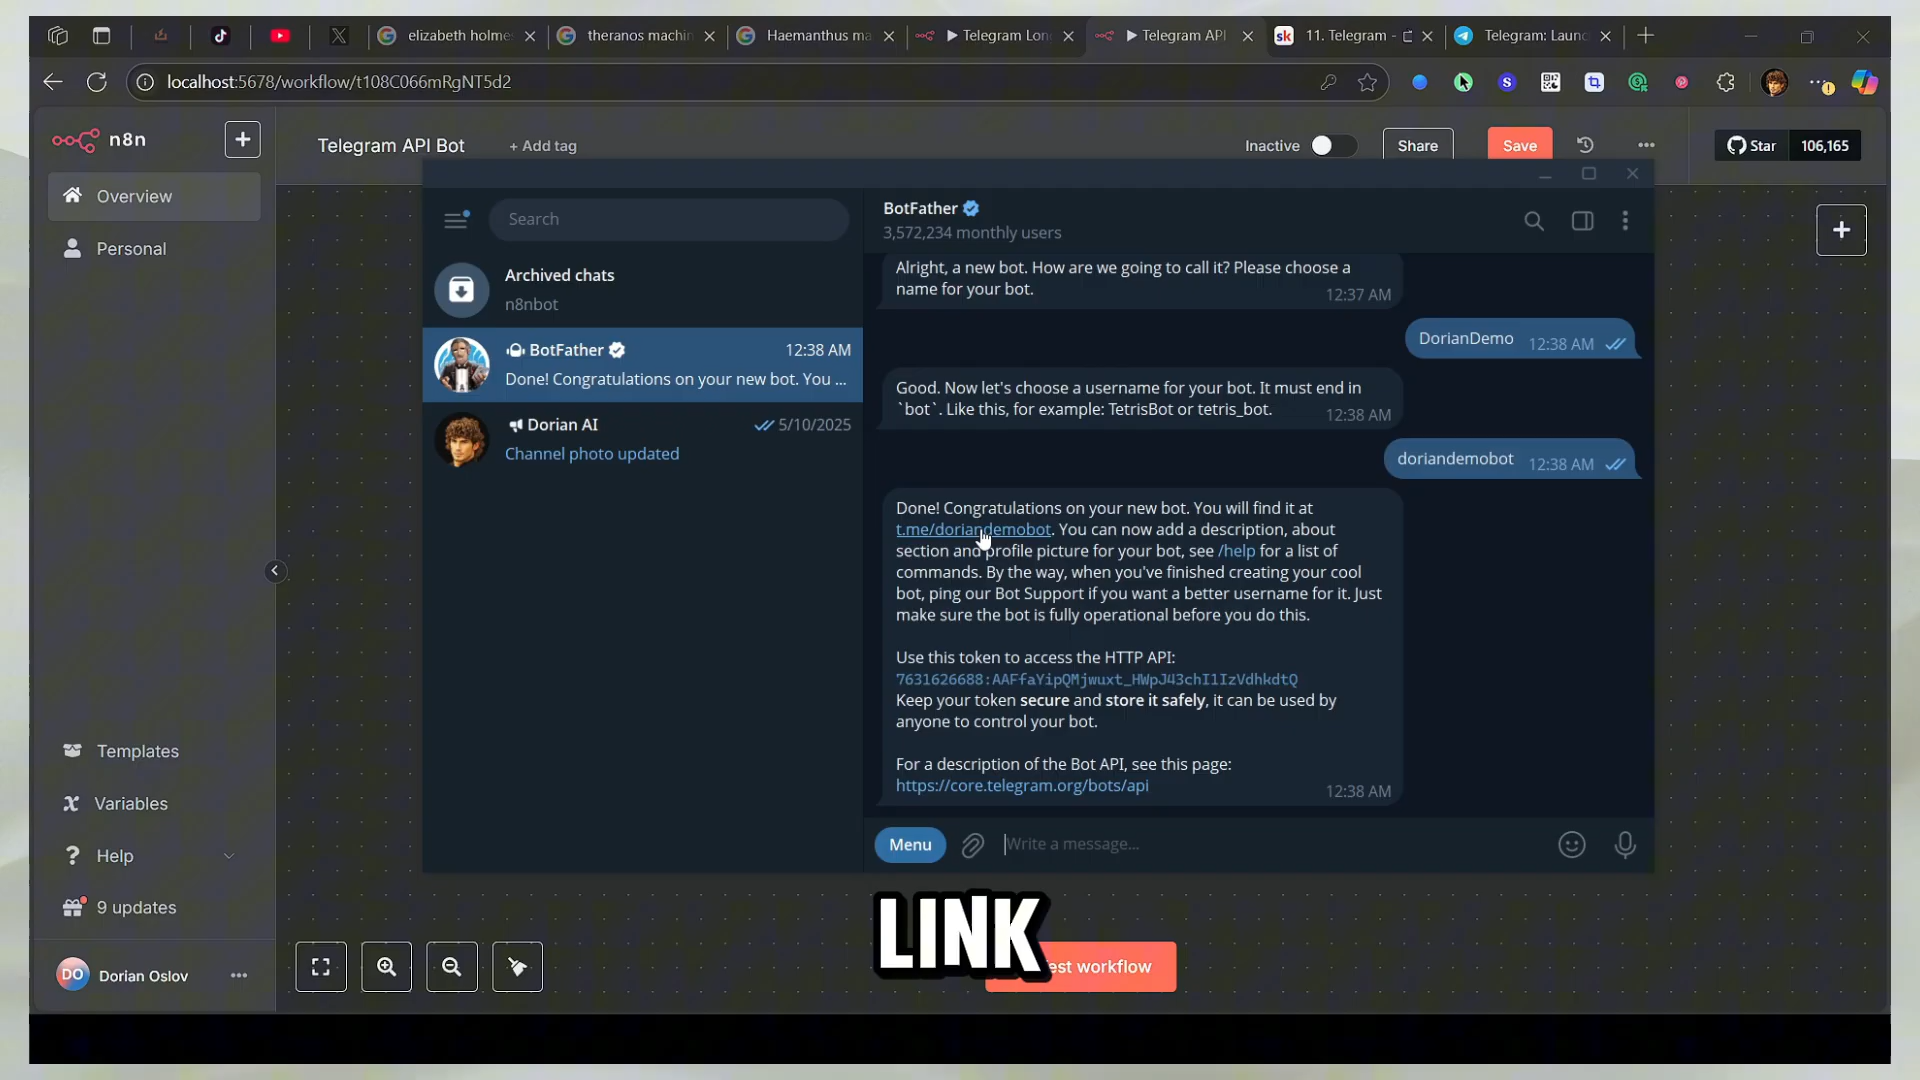 elizabeth holme
theranos machin
Haemanthus ma
Telegram Lon
Telegram API
sk
11. Telegram -
Telegram: Launc
localhost:5678/workflow/t108C066mRgNT5d2
n8n
Telegram API Bot
+ Add tag
Inactive
Share
Save
Star
106,165
Overview
Personal
Templates
Variables
Help
9 updates
DO
Dorian Oslov
Search
Archived chats
n8nbot
BotFather
12:38 AM
Done! Congratulations on your new bot. You ...
Dorian AI
5/10/2025
Channel photo updated
BotFather
3,572,234 monthly users
Alright, a new bot. How are we going to call it? Please choose a
name for your bot.
12:37 AM
DorianDemo
12:38 AM
Good. Now let's choose a username for your bot. It must end in
`bot`. Like this, for example: TetrisBot or tetris_bot.
12:38 AM
doriandemobot
12:38 AM
Done! Congratulations on your new bot. You will find it at
t.me/doriandemobot. You can now add a description, about
section and profile picture for your bot, see /help for a list of
commands. By the way, when you've finished creating your cool
bot, ping our Bot Support if you want a better username for it. Just
make sure the bot is fully operational before you do this.
Use this token to access the HTTP API:
7631626688:AAFfaYipQMjwuxt_HWpJ43chI1IzVdhkdtQ
Keep your token secure and store it safely, it can be used by
anyone to control your bot.
For a description of the Bot API, see this page:
https://core.telegram.org/bots/api
12:38 AM
Menu
Write a message...
LINK
est workflow